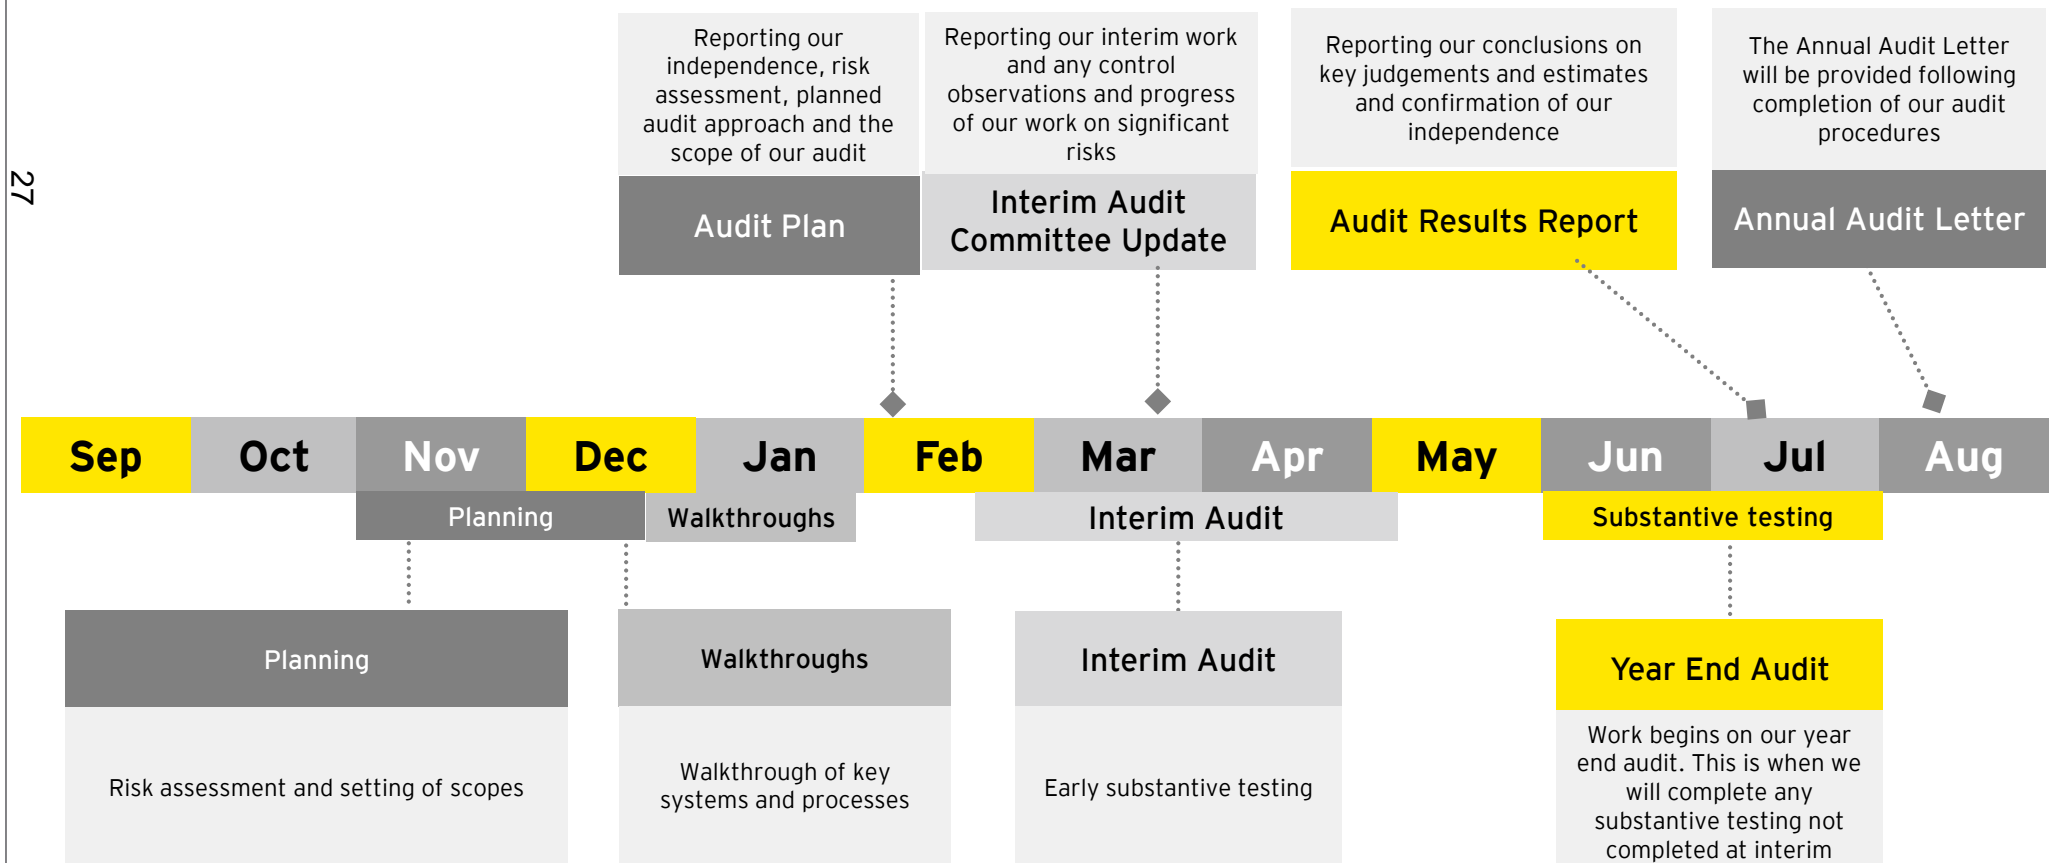 Reporting our
independence, risk
assessment, planned
audit approach and the
scope of our audit
Audit Plan
Reporting our interim work
and any control
observations and progress
of our work on significant
risks
Interim Audit
Committee Update
Reporting our conclusions on
key judgements and estimates
and confirmation of our
independence
Audit Results Report
The Annual Audit Letter
will be provided following
completion of our audit
procedures
Annual Audit Letter
27
Sep
Oct
Nov
Dec
Jan
Feb
Mar
Apr
May
Jun
Jul
Aug
Planning
Walkthroughs
Interim Audit
Substantive testing
Planning
Risk assessment and setting of scopes
Walkthroughs
Walkthrough of key
systems and processes
Interim Audit
Early substantive testing
Year End Audit
Work begins on our year
end audit. This is when we
will complete any
substantive testing not
completed at interim